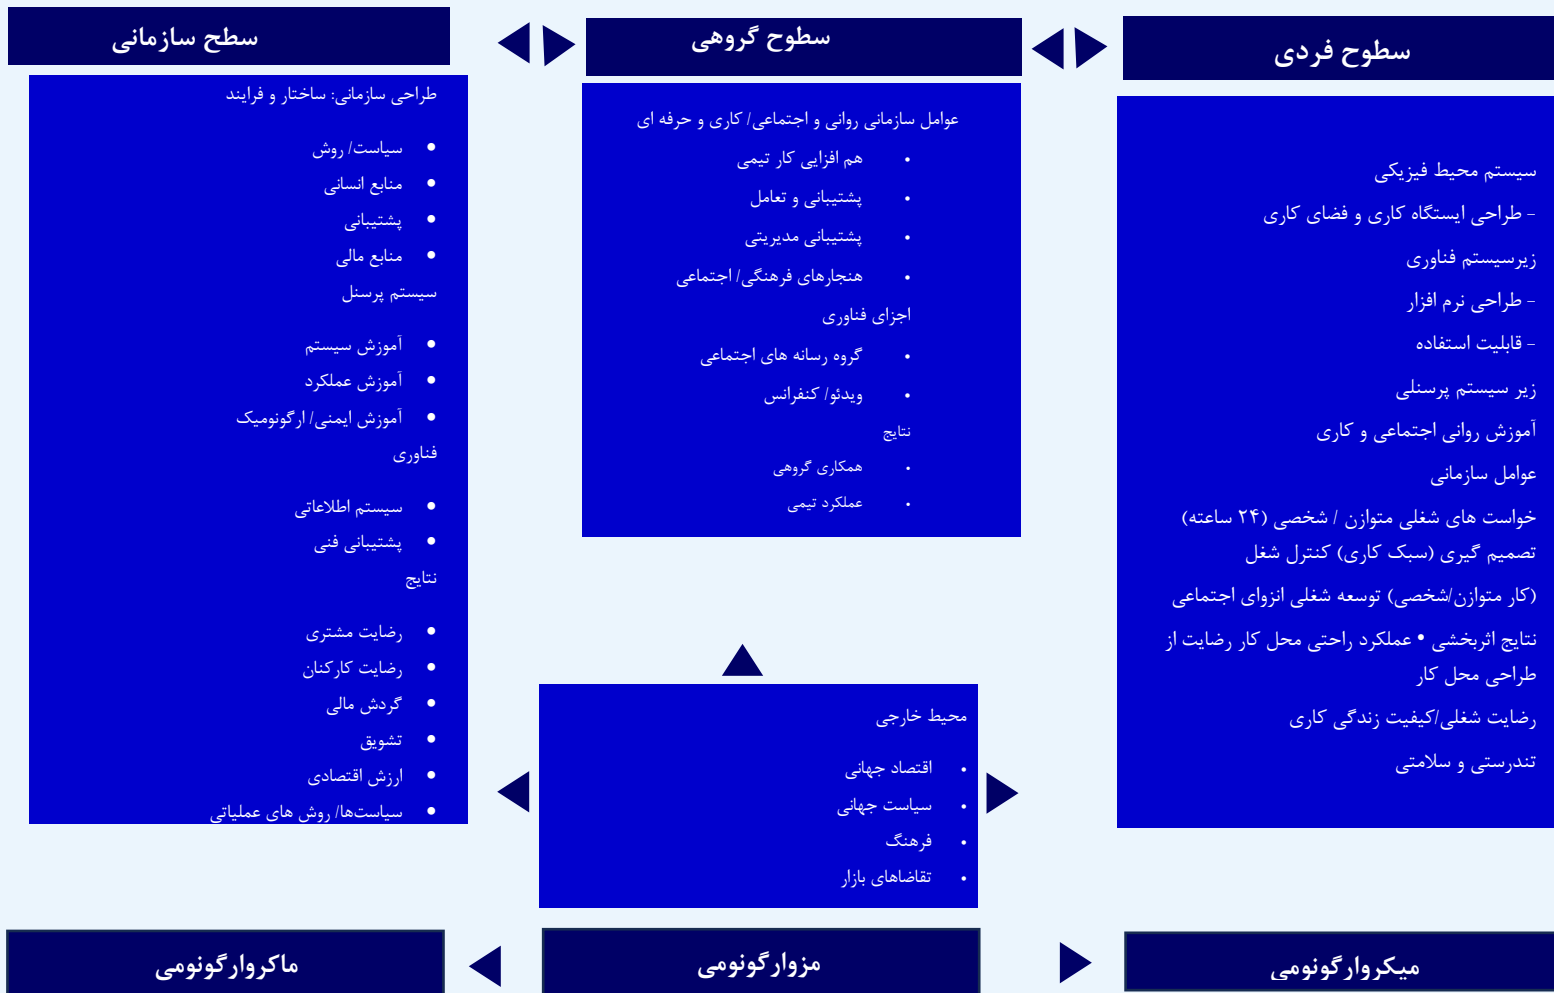 سطوح فردی
سیستم محیط فیزیکی
- طراحی ایستگاه کاری و فضای کاری
زیرسیستم فناوری
- طراحی نرم افزار
- قابلیت استفاده
زیر سیستم پرسنلی
آموزش روانی اجتماعی و کاری
عوامل سازمانی
خواست های شغلی متوازن / شخصی (۲۴ ساعته)
تصمیم گیری (سبک کاری) کنترل شغل
(کار متوازن/شخصی) توسعه شغلی انزوای اجتماعی
نتایج اثربخشی • عملکرد راحتی محل کار رضایت از
طراحی محل کار
رضایت شغلی/کیفیت زندگی کاری
تندرستی و سلامتی
سطوح گروهی
عوامل سازمانی روانی و اجتماعی/ کاری و حرفه ای
• هم افزایی کار تیمی
• پشتیبانی و تعامل
• پشتیبانی مدیریتی
• هنجارهای فرهنگی/ اجتماعی
اجزای فناوری
• گروه رسانه های اجتماعی
• ویدئو/ کنفرانس
نتایج
• همکاری گروهی
• عملکرد تیمی
سطح سازمانی
طراحی سازمانی: ساختار و فرایند
• سیاست/ روش
• منابع انسانی
• پشتیبانی
• منابع مالی
سیستم پرسنل
• آموزش سیستم
• آموزش عملکرد
• آموزش ایمنی/ ارگونومیک
فناوری
• سیستم اطلاعاتی
• پشتیبانی فنی
نتایج
• رضایت مشتری
• رضایت کارکنان
• گردش مالی
• تشویق
• ارزش اقتصادی
• سیاست‌ها/ روش های عملیاتی
محیط خارجی
• اقتصاد جهانی
• سیاست جهانی
• فرهنگ
• تقاضاهای بازار
میکروارگونومی
مزوارگونومی
ماکروارگونومی